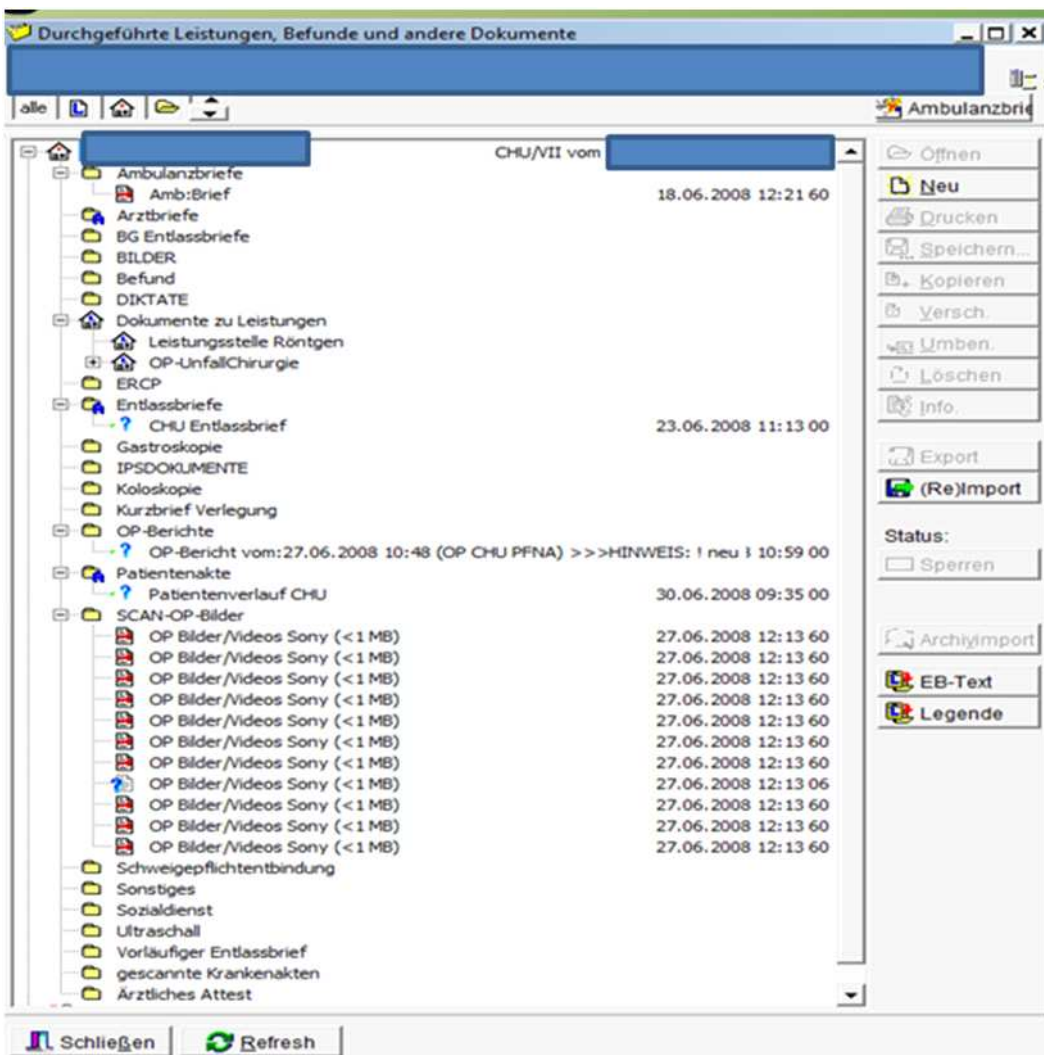 Durchgeführte Leistungen, Befunde und andere Dokumente
alle
Ambulanzbrie
CHU/VII vom
Ambulanzbriefe
Amb:Brief 18.06.2008 12:21 60
Arztbriefe
BG Entlassbriefe
BILDER
Befund
DIKTATE
Dokumente zu Leistungen
Leistungsstelle Röntgen
OP-UnfallChirurgie
ERCP
Entlassbriefe
CHU Entlassbrief 23.06.2008 11:13 00
Gastroskopie
IPSDOKUMENTE
Koloskopie
Kurzbrief Verlegung
OP-Berichte
OP-Bericht vom:27.06.2008 10:48 (OP CHU PFNA) >>>HINWEIS: ! neu 10:59 00
Patientenakte
Patientenverlauf CHU 30.06.2008 09:35 00
SCAN-OP-Bilder
OP Bilder/Videos Sony (<1 MB) 27.06.2008 12:13 60
OP Bilder/Videos Sony (<1 MB) 27.06.2008 12:13 60
OP Bilder/Videos Sony (<1 MB) 27.06.2008 12:13 60
OP Bilder/Videos Sony (<1 MB) 27.06.2008 12:13 60
OP Bilder/Videos Sony (<1 MB) 27.06.2008 12:13 60
OP Bilder/Videos Sony (<1 MB) 27.06.2008 12:13 60
OP Bilder/Videos Sony (<1 MB) 27.06.2008 12:13 60
OP Bilder/Videos Sony (<1 MB) 27.06.2008 12:13 06
OP Bilder/Videos Sony (<1 MB) 27.06.2008 12:13 60
OP Bilder/Videos Sony (<1 MB) 27.06.2008 12:13 60
OP Bilder/Videos Sony (<1 MB) 27.06.2008 12:13 60
Schweigepflichtentbindung
Sonstiges
Sozialdienst
Ultraschall
Vorläufiger Entlassbrief
gescannte Krankenakten
Ärztliches Attest
Öffnen
Neu
Drucken
Speichern...
Kopieren
Versch.
Umben.
Löschen
Info.
Export
(Re)Import
Status:
Sperren
Archivimport
EB-Text
Legende
Schließen
Refresh